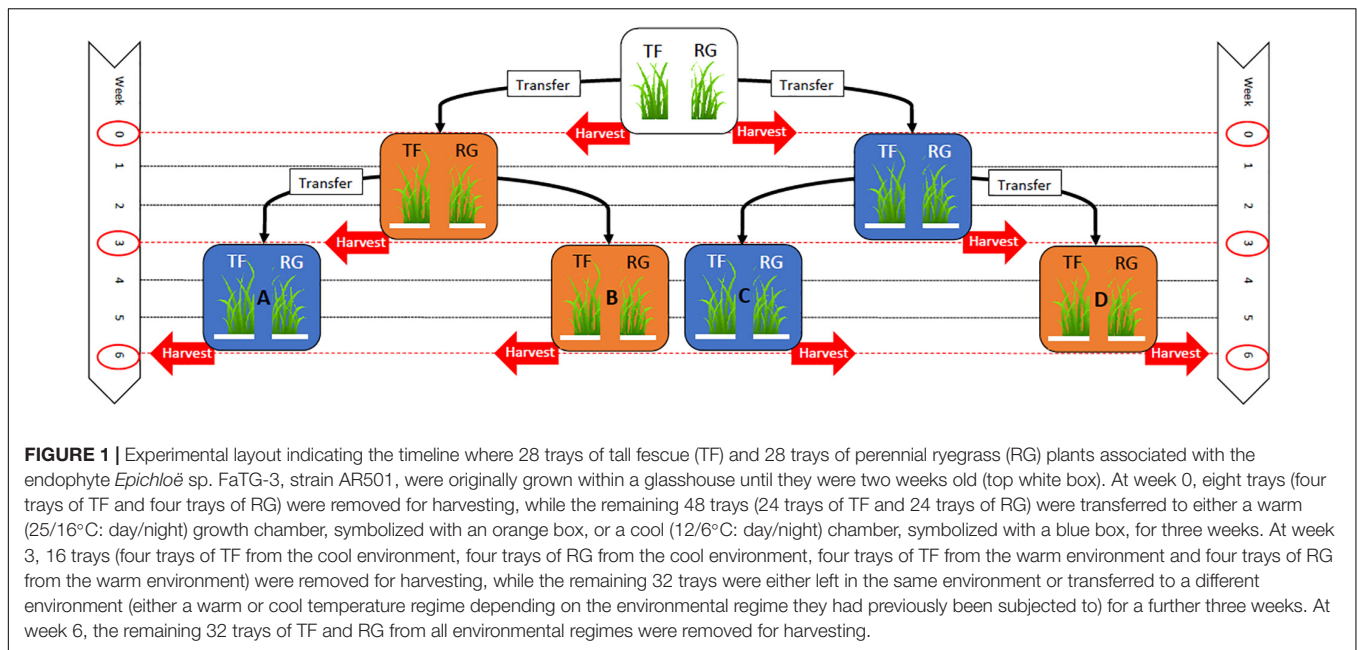 TF RG
Transfer Transfer
Week Week
0 Harvest Harvest 0
TF RG TF RG
1 1
Transfer Transfer
2 2
3 Harvest Harvest 3
TF RG TF RG TF RG TF RG
4 4
A B C D
5 5
6 Harvest Harvest Harvest Harvest 6
FIGURE 1 | Experimental layout indicating the timeline where 28 trays of tall fescue (TF) and 28 trays of perennial ryegrass (RG) plants associated with the
endophyte Epichloë sp. FaTG-3, strain AR501, were originally grown within a glasshouse until they were two weeks old (top white box). At week 0, eight trays (four
trays of TF and four trays of RG) were removed for harvesting, while the remaining 48 trays (24 trays of TF and 24 trays of RG) were transferred to either a warm
(25/16°C: day/night) growth chamber, symbolized with an orange box, or a cool (12/6°C: day/night) chamber, symbolized with a blue box, for three weeks. At week
3, 16 trays (four trays of TF from the cool environment, four trays of RG from the cool environment, four trays of TF from the warm environment and four trays of RG
from the warm environment) were removed for harvesting, while the remaining 32 trays were either left in the same environment or transferred to a different
environment (either a warm or cool temperature regime depending on the environmental regime they had previously been subjected to) for a further three weeks. At
week 6, the remaining 32 trays of TF and RG from all environmental regimes were removed for harvesting.